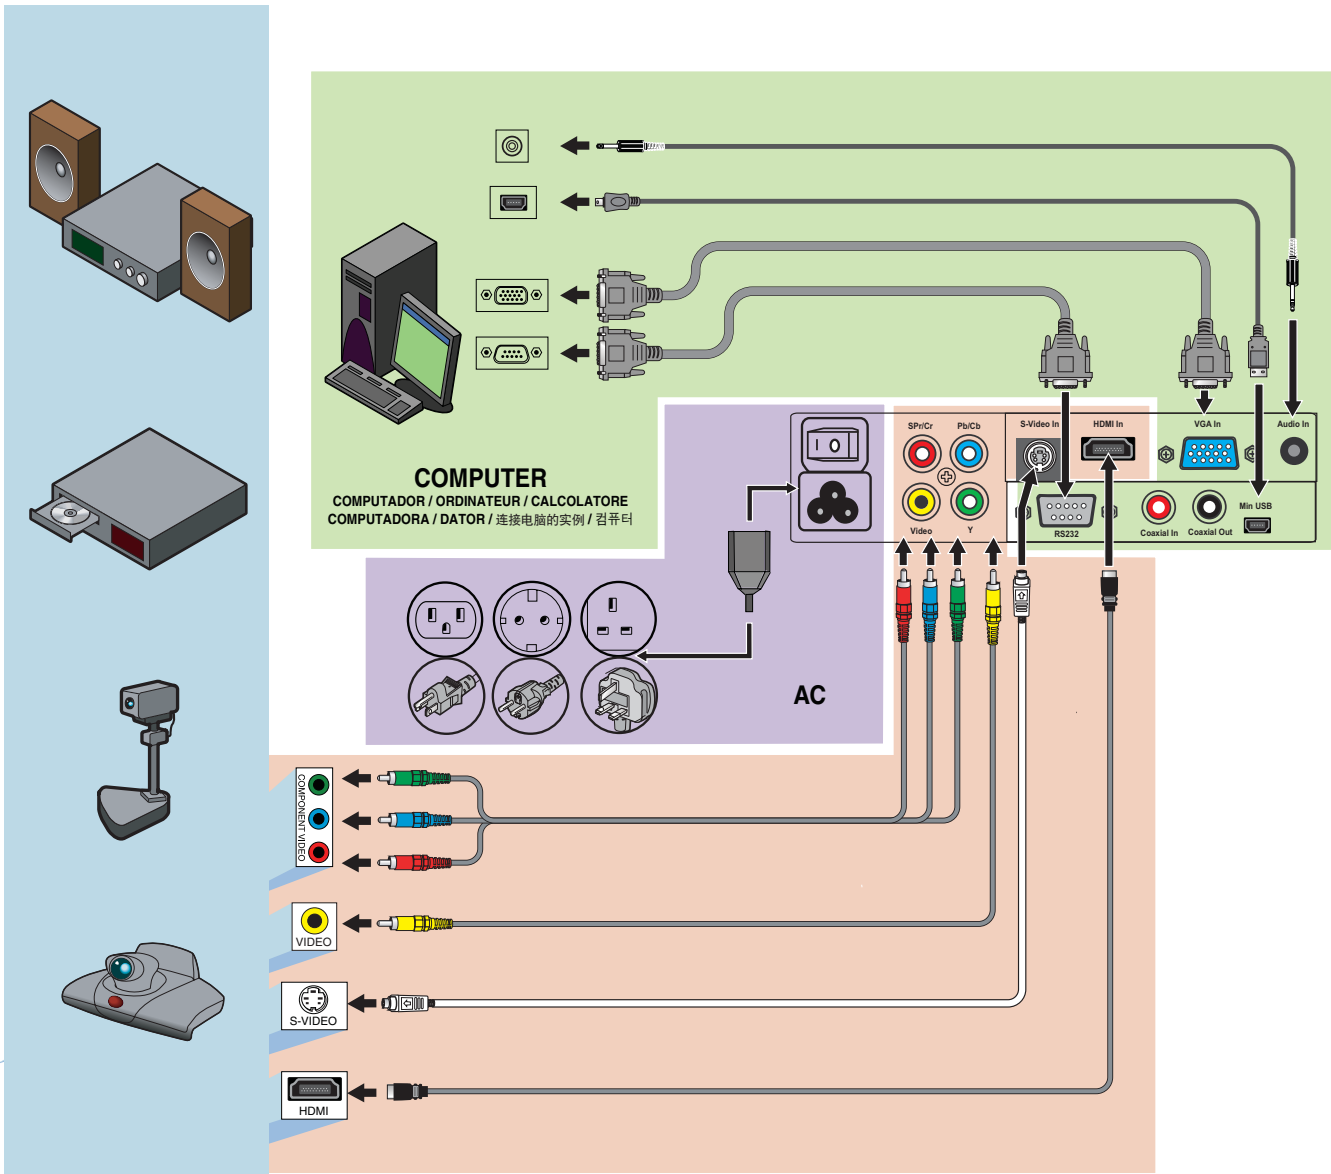 SPr/Cr
Pb/Cb
S-Video In
HDMI In
VGA In
Audio In
COMPUTER
COMPUTADOR / ORDINATEUR / CALCOLATORE
COMPUTADORA / DATOR / 连接电脑的实例 / 컴퓨터
Video
Y
RS232
Coaxial In
Coaxial Out
Min USB
AC
COMPONENT VIDEO
VIDEO
S-VIDEO
HDMI